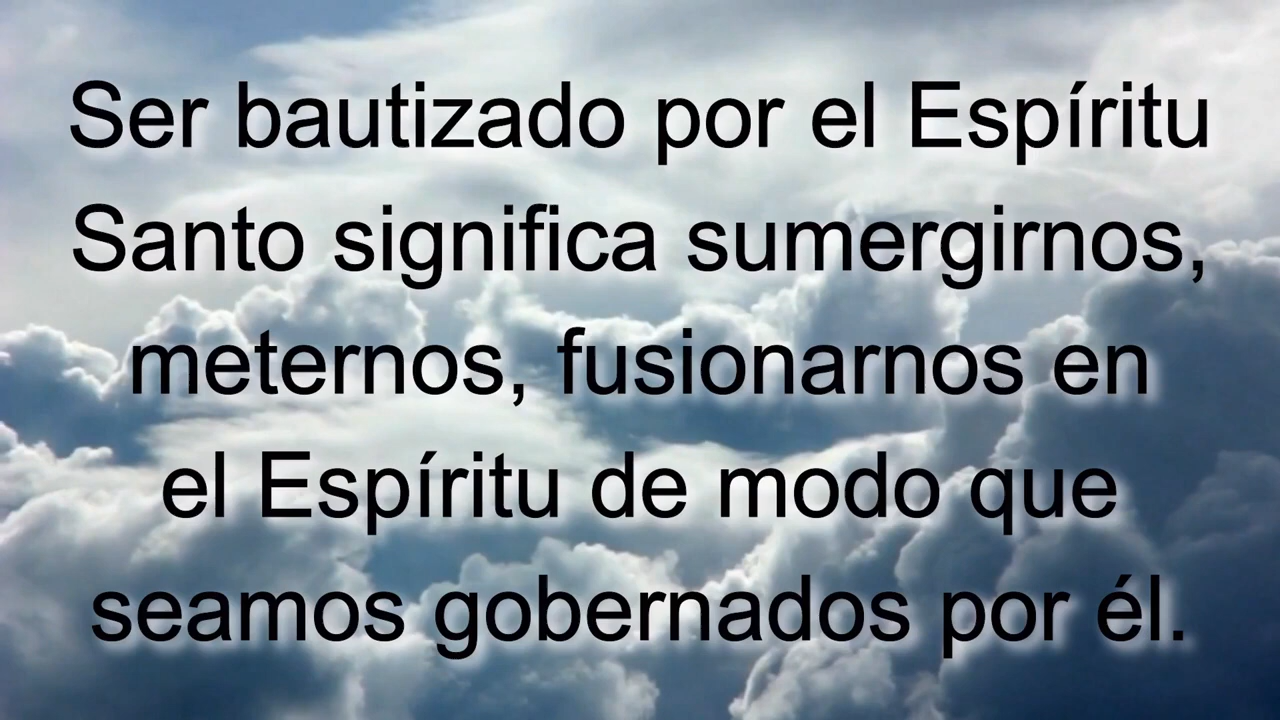 Ser bautizado por el Espíritu
Santo significa sumergirnos,
meternos, fusionarnos en
el Espíritu de modo que
seamos gobernados por él.